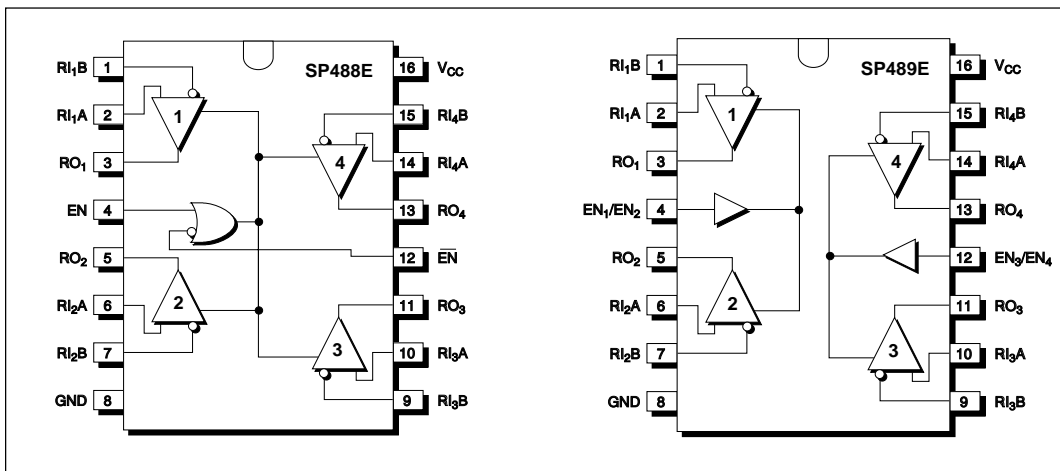 SP488E
RI₁B 1
RI₁A 2
RO₁ 3
EN 4
RO₂ 5
RI₂A 6
RI₂B 7
GND 8
16 V_CC
15 RI₄B
14 RI₄A
13 RO₄
12 E̅N̅
11 RO₃
10 RI₃A
9 RI₃B
1
4
2
3
SP489E
RI₁B 1
RI₁A 2
RO₁ 3
EN₁/EN₂ 4
RO₂ 5
RI₂A 6
RI₂B 7
GND 8
16 V_CC
15 RI₄B
14 RI₄A
13 RO₄
12 EN₃/EN₄
11 RO₃
10 RI₃A
9 RI₃B
1
4
2
3